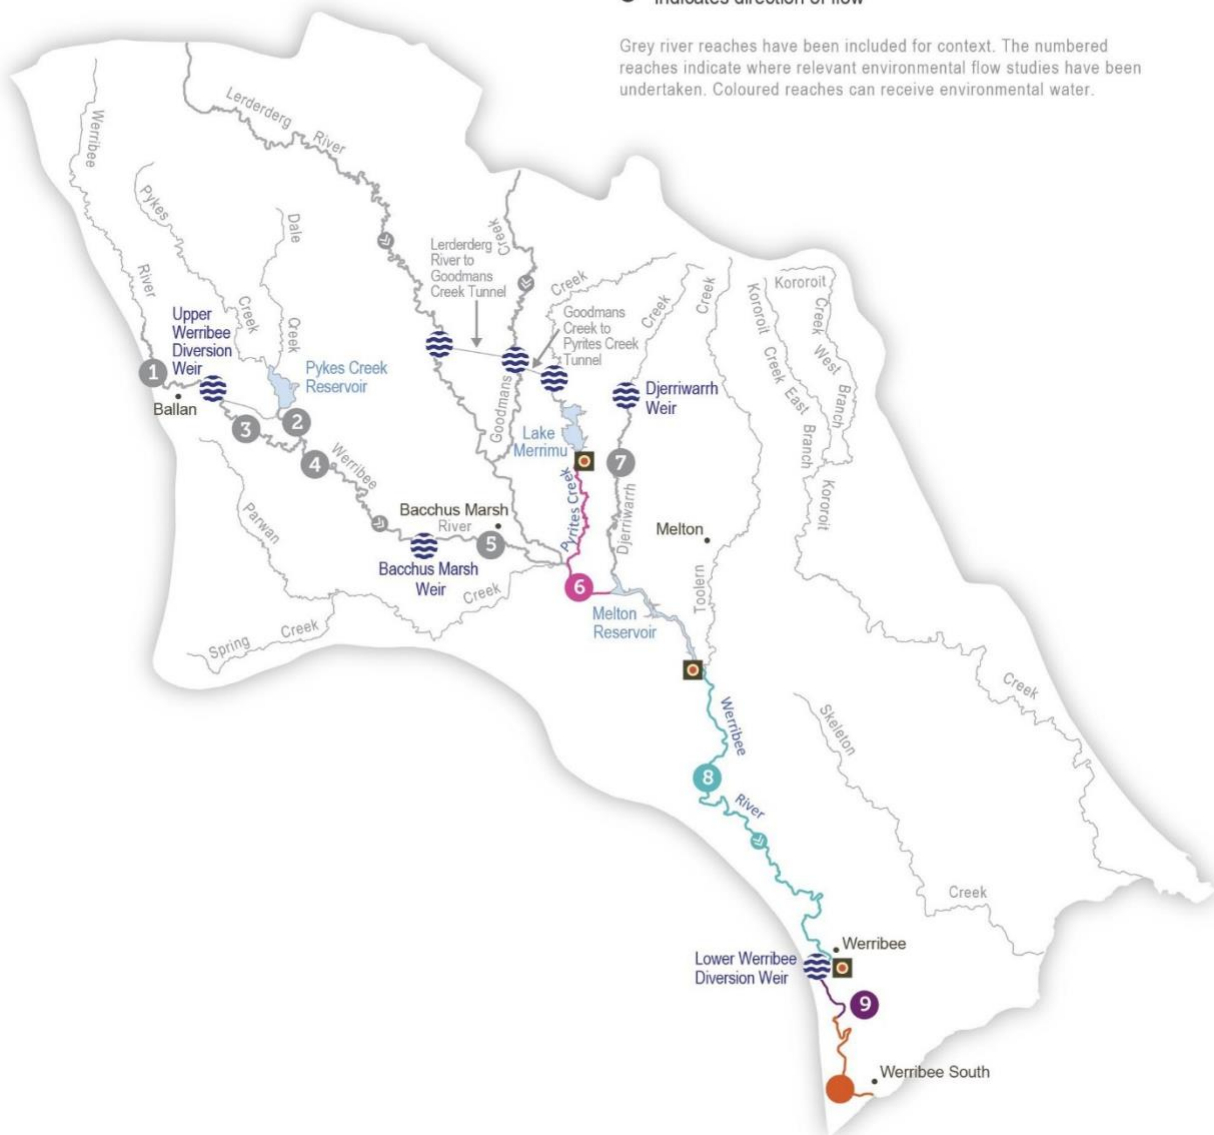 Indicates direction of flow
Grey river reaches have been included for context. The numbered
reaches indicate where relevant environmental flow studies have been
undertaken. Coloured reaches can receive environmental water.
Werribee
River
Lerderderg
River
Pykes
Creek
Dale
Creek
Creek
Lerderderg
River to
Goodmans
Creek Tunnel
Creek
Goodmans
Creek to
Pyrites Creek
Tunnel
Creek
Creek
Kororoit
Creek West
Branch
Kororoit
Creek East
Branch
Kororoit
Upper
Werribee
Diversion
Weir
1
Ballan
Pykes Creek
Reservoir
2
3
4
Werribee
Goodmans
Lake
Merrimu
Djerriwarrh
Weir
7
Parwan
Bacchus Marsh
River
5
Bacchus Marsh
Weir
Pyrites Creek
Djerriwarrh
Melton
Toolern
Creek
6
Melton
Reservoir
Spring
Creek
Creek
Skeleton
Werribee
8
River
Creek
Werribee
Lower Werribee
Diversion Weir
9
Werribee South